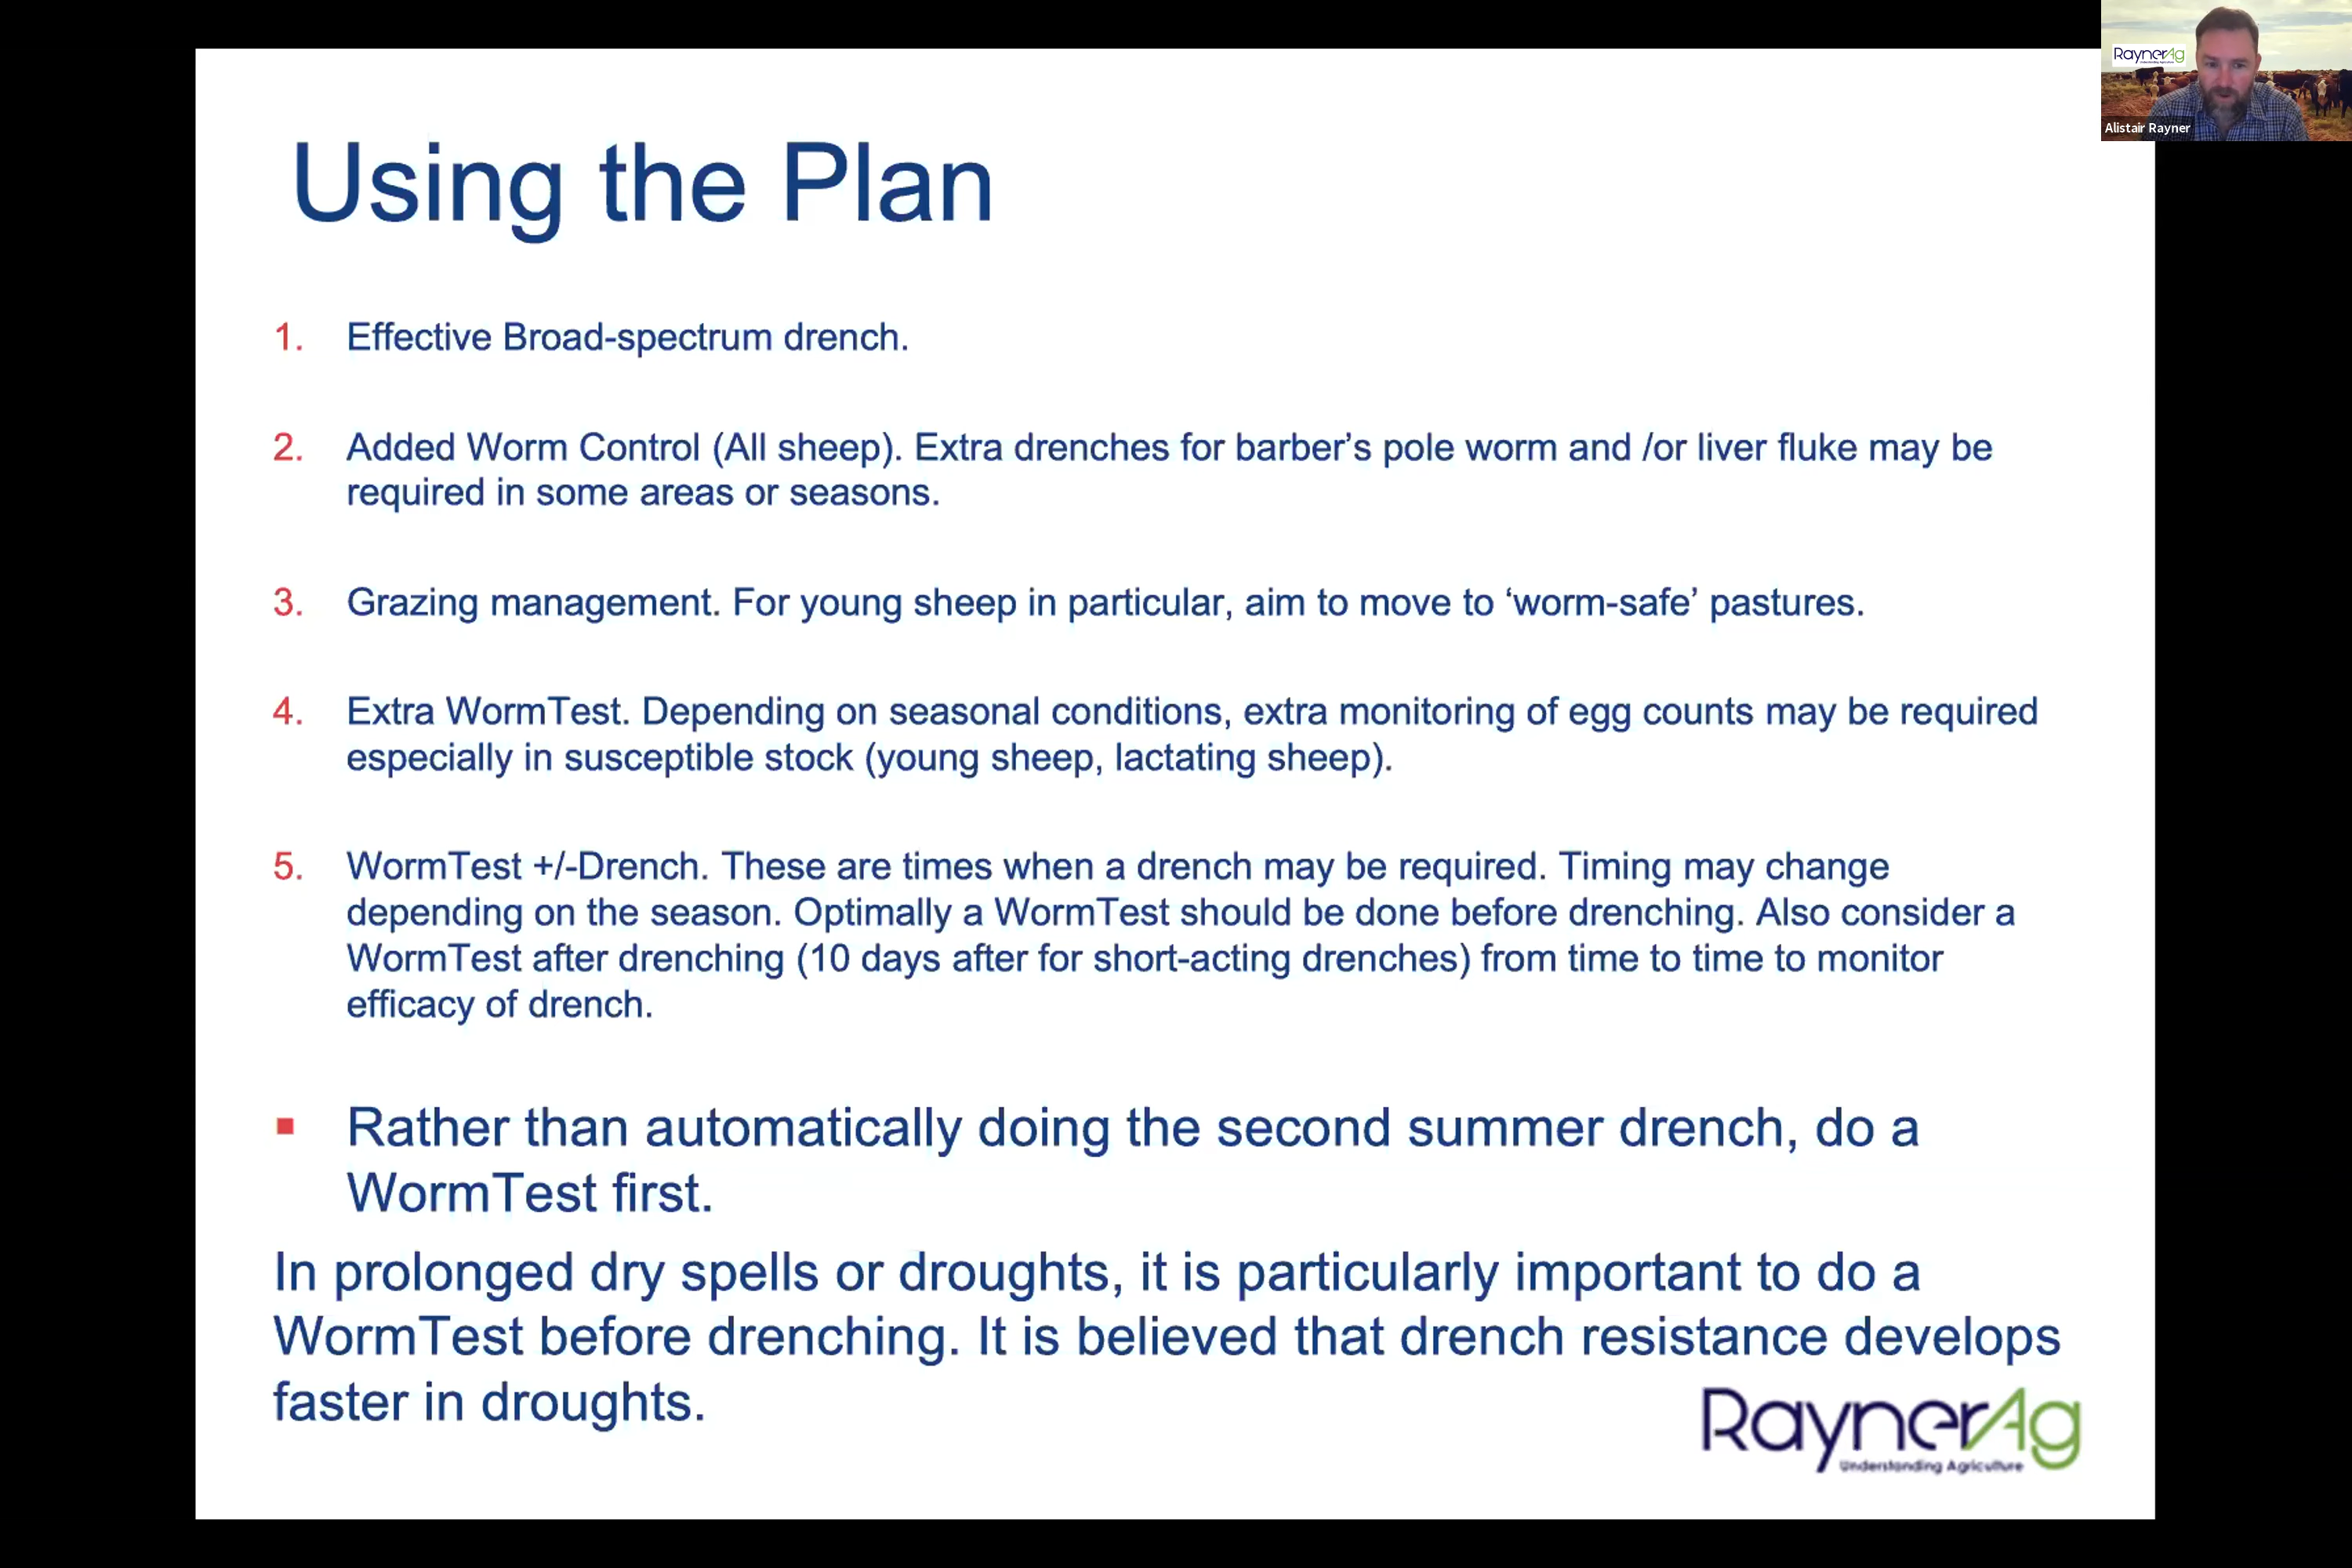 RaynerAg
Alistair Rayner
Using the Plan
1. Effective Broad-spectrum drench.
2. Added Worm Control (All sheep). Extra drenches for barber’s pole worm and /or liver fluke may be
required in some areas or seasons.
3. Grazing management. For young sheep in particular, aim to move to ‘worm-safe’ pastures.
4. Extra WormTest. Depending on seasonal conditions, extra monitoring of egg counts may be required
especially in susceptible stock (young sheep, lactating sheep).
5. WormTest +/-Drench. These are times when a drench may be required. Timing may change
depending on the season. Optimally a WormTest should be done before drenching. Also consider a
WormTest after drenching (10 days after for short-acting drenches) from time to time to monitor
efficacy of drench.
▪ Rather than automatically doing the second summer drench, do a
WormTest first.
In prolonged dry spells or droughts, it is particularly important to do a
WormTest before drenching. It is believed that drench resistance develops
faster in droughts.
RaynerAg
Understanding Agriculture